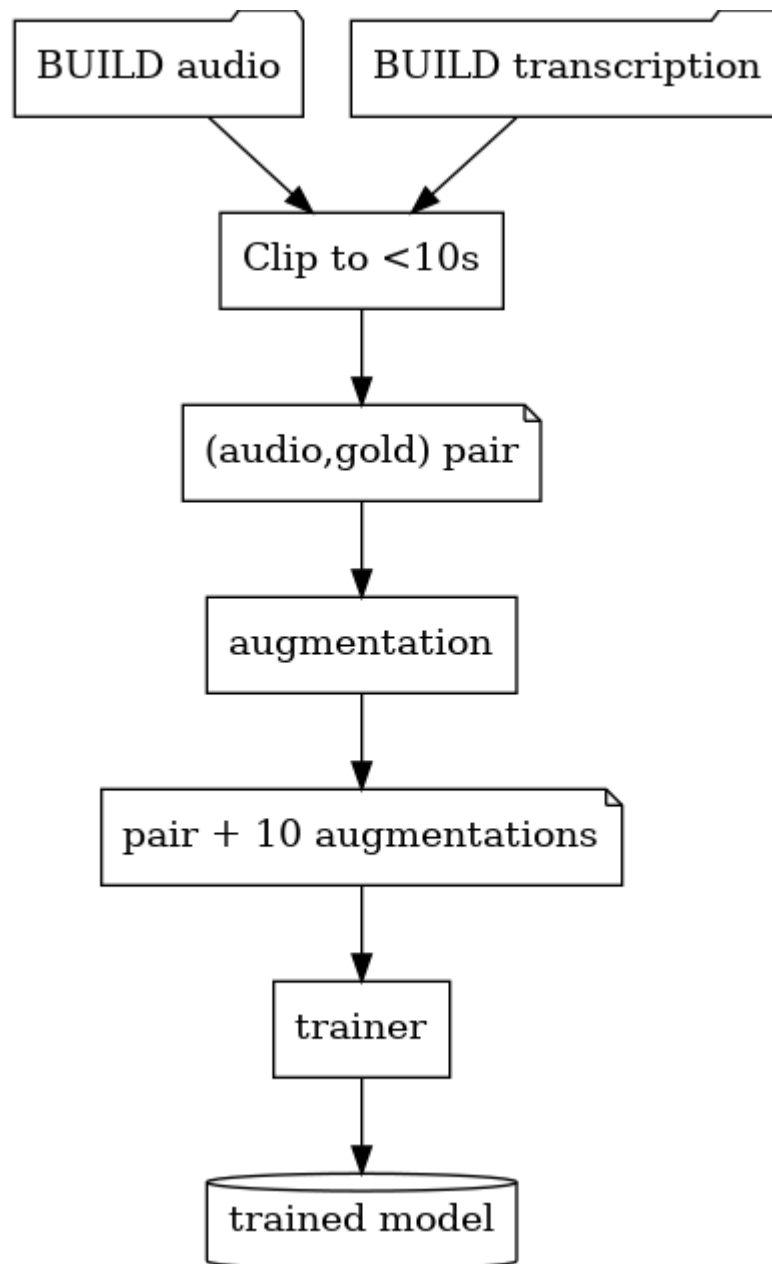 BUILD audio
BUILD transcription
Clip to <10s
(audio,gold) pair
augmentation
pair + 10 augmentations
trainer
trained model